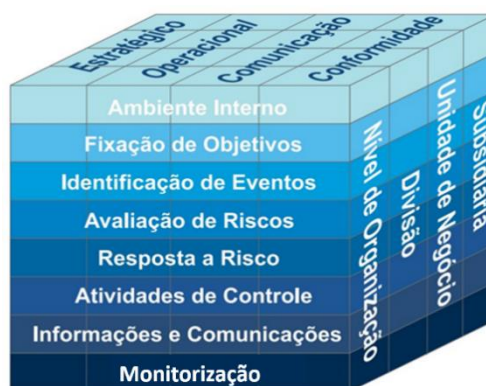 Estratégico
Operacional
Comunicação
Conformidade
Ambiente Interno
Fixação de Objetivos
Identificação de Eventos
Avaliação de Riscos
Resposta a Risco
Atividades de Controle
Informações e Comunicações
Monitorização
Nível de Organização
Divisão
Unidade de Negócio
Subsidiária